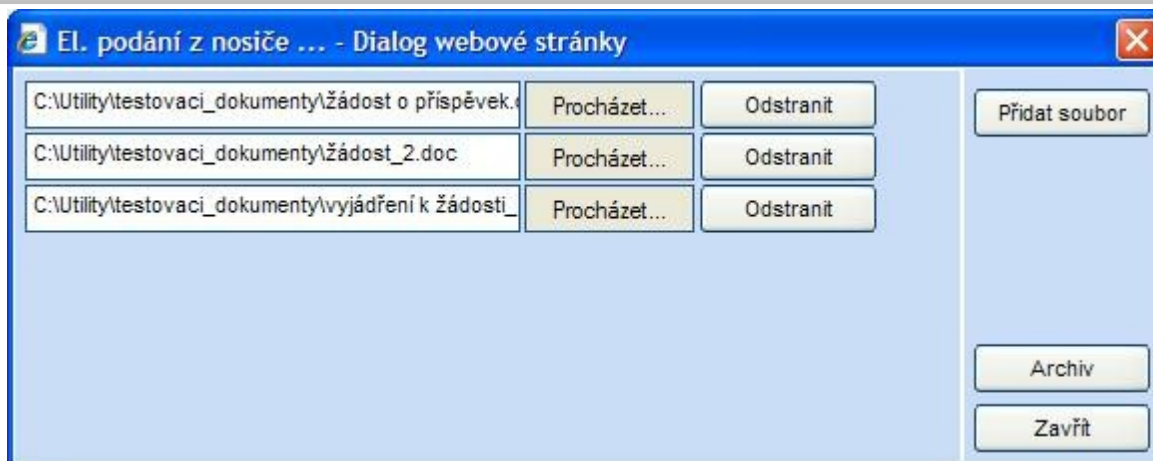 El. podání z nosiče ... - Dialog webové stránky
C:\Utility\testovaci_dokumenty\žádost o příspěvek. Procházet... Odstranit Přidat soubor
C:\Utility\testovaci_dokumenty\žádost_2.doc Procházet... Odstranit
C:\Utility\testovaci_dokumenty\vyjádření k žádosti_ Procházet... Odstranit
Archiv
Zavřít